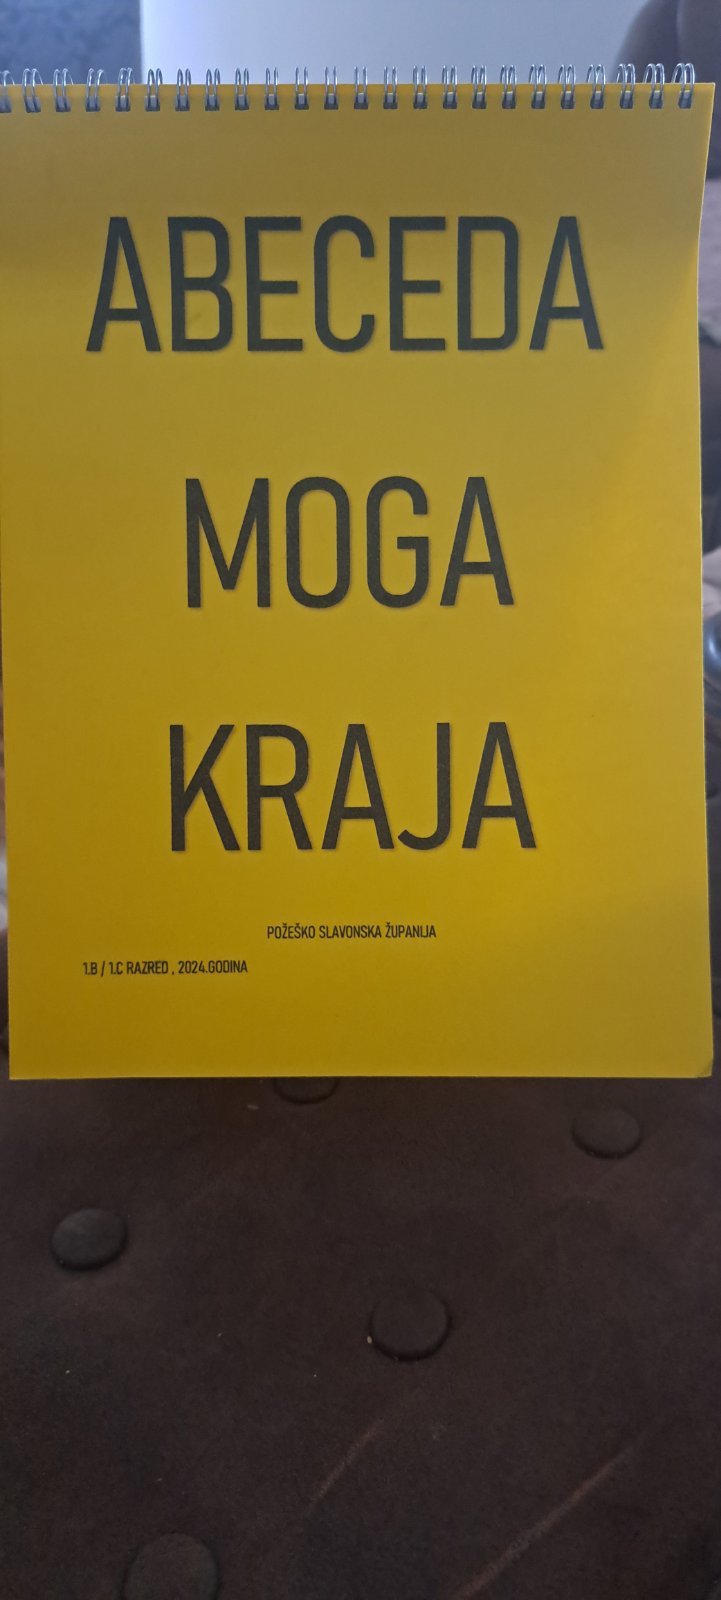 ABECEDA
MOGA
KRAJA
POŽEŠKO SLAVONSKA ŽUPANIJA
1.B / 1.C RAZRED , 2024.GODINA